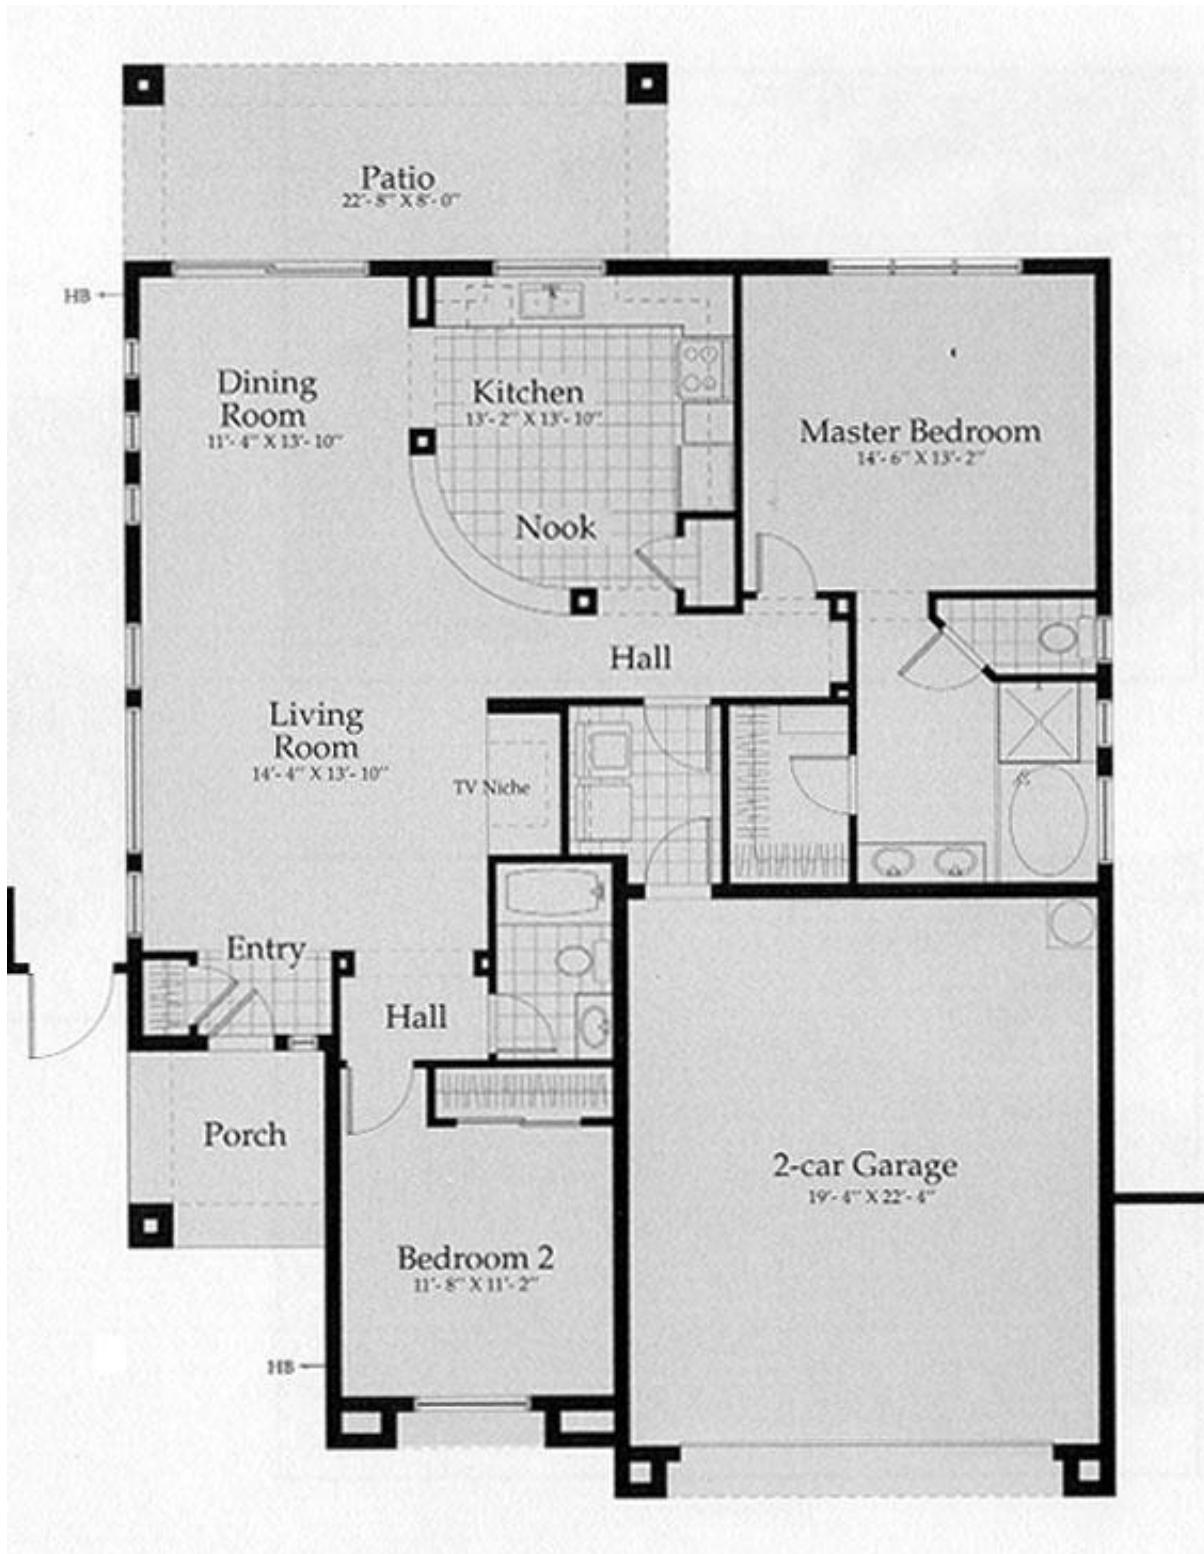 Patio
22'- 8" X 8'- 0"
HB
Dining
Room
11'- 4" X 13'- 10"
Kitchen
13'- 2" X 13'- 10"
Master Bedroom
14'- 6" X 13'- 2"
Nook
Hall
Living
Room
14'- 4" X 13'- 10"
TV Niche
Entry
Hall
Porch
2-car Garage
19'- 4" X 22'- 4"
Bedroom 2
11'- 8" X 11'- 2"
HB